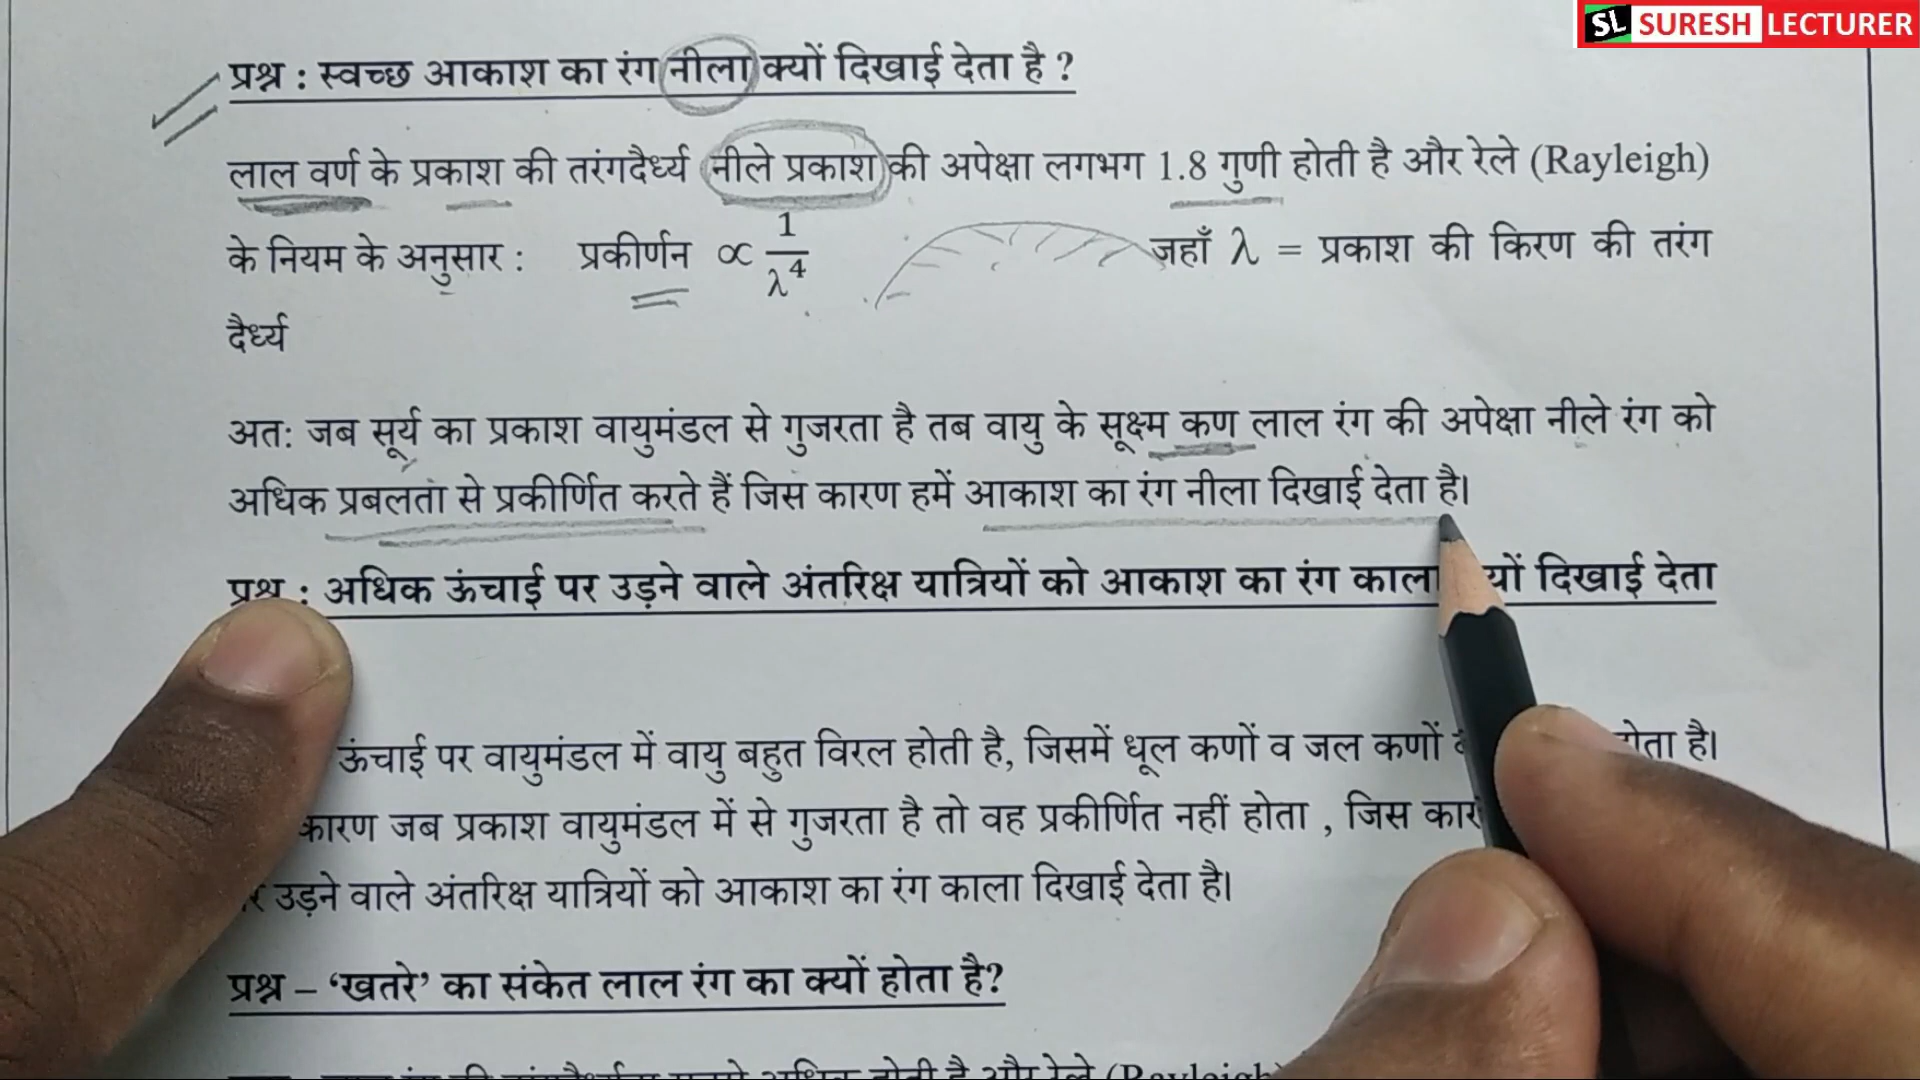 SL SURESH LECTURER
प्रश्न : स्वच्छ आकाश का रंग नीला क्यों दिखाई देता है ?
लाल वर्ण के प्रकाश की तरंगदैर्ध्य नीले प्रकाश की अपेक्षा लगभग 1.8 गुणी होती है और रेले (Rayleigh)
के नियम के अनुसार : प्रकीर्णन ∝ 1/λ⁴ जहाँ λ = प्रकाश की किरण की तरंग
दैर्ध्य
अत: जब सूर्य का प्रकाश वायुमंडल से गुजरता है तब वायु के सूक्ष्म कण लाल रंग की अपेक्षा नीले रंग को
अधिक प्रबलता से प्रकीर्णित करते हैं जिस कारण हमें आकाश का रंग नीला दिखाई देता है।
प्रश्न : अधिक ऊंचाई पर उड़ने वाले अंतरिक्ष यात्रियों को आकाश का रंग काला दिखाई देता
ऊंचाई पर वायुमंडल में वायु बहुत विरल होती है, जिसमें धूल कणों व जल कणों है।
कारण जब प्रकाश वायुमंडल में से गुजरता है तो वह प्रकीर्णित नहीं होता , जिस
उड़ने वाले अंतरिक्ष यात्रियों को आकाश का रंग काला दिखाई देता है।
प्रश्न – ‘खतरे’ का संकेत लाल रंग का क्यों होता है?